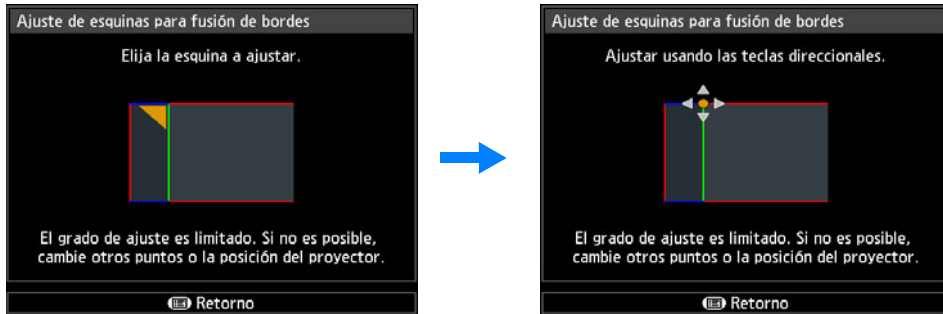 Ajuste de esquinas para fusión de bordes
Elija la esquina a ajustar.
El grado de ajuste es limitado. Si no es posible,
cambie otros puntos o la posición del proyector.
Retorno
Ajuste de esquinas para fusión de bordes
Ajustar usando las teclas direccionales.
El grado de ajuste es limitado. Si no es posible,
cambie otros puntos o la posición del proyector.
Retorno